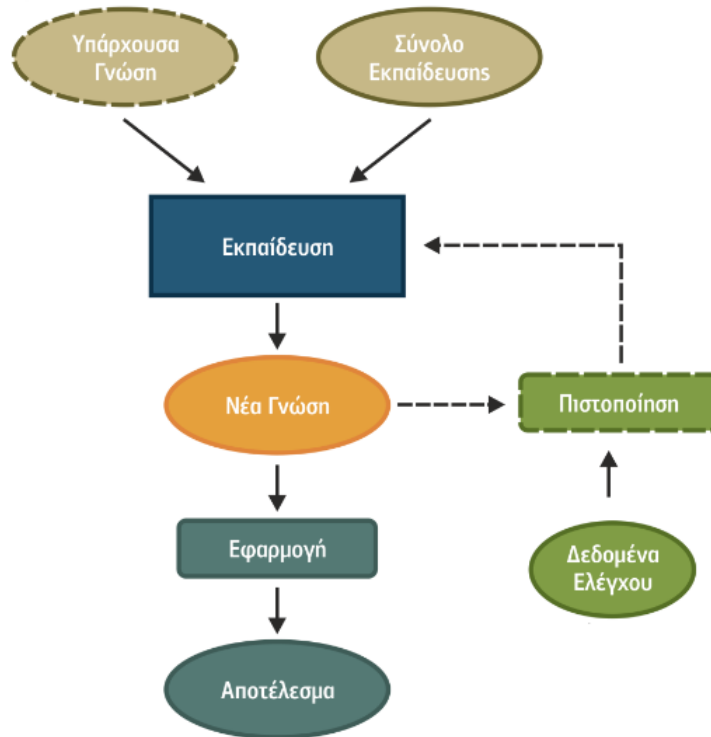 Υπάρχουσα
Γνώση
Σύνολο
Εκπαίδευσης
Εκπαίδευση
Νέα Γνώση
Πιστοποίηση
Εφαρμογή
Δεδομένα
Ελέγχου
Αποτέλεσμα